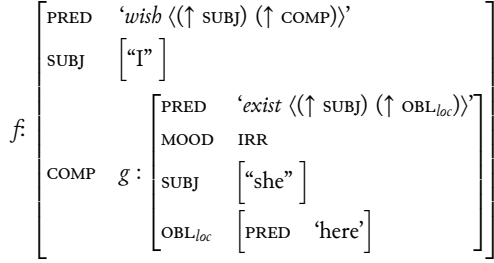 PRED ‘wish ⟨(↑ SUBJ) (↑ COMP)⟩’
SUBJ [“I”]
PRED ‘exist ⟨(↑ SUBJ) (↑ OBLloc)⟩’
MOOD IRR
f: COMP g: SUBJ [“she”]
OBLloc [PRED ‘here’]